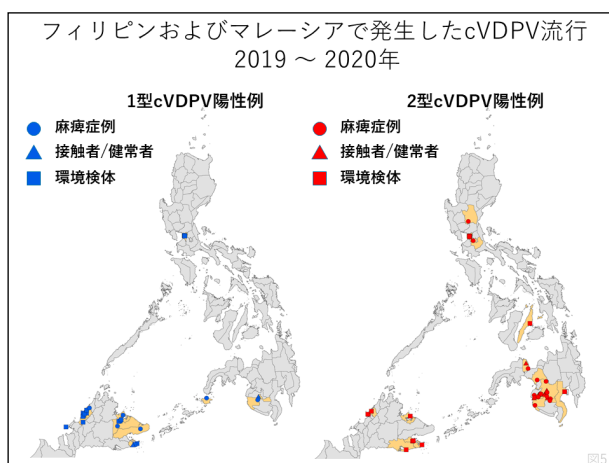 フィリピンおよびマレーシアで発生したcVDPV流行
2019 ～ 2020年
1型cVDPV陽性例
麻痺症例
接触者/健常者
環境検体
2型cVDPV陽性例
麻痺症例
接触者/健常者
環境検体
図5